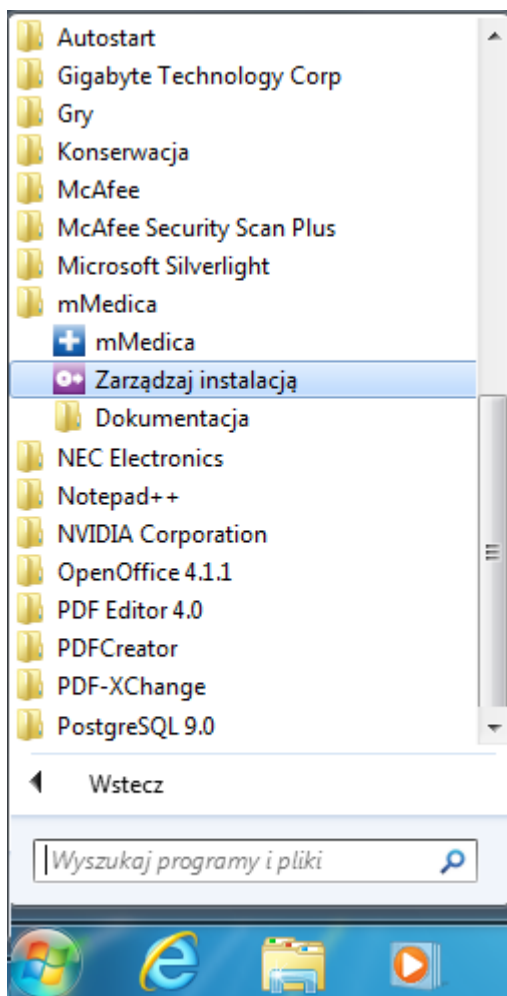 Autostart
Gigabyte Technology Corp
Gry
Konserwacja
McAfee
McAfee Security Scan Plus
Microsoft Silverlight
mMedica
mMedica
Zarządzaj instalacją
Dokumentacja
NEC Electronics
Notepad++
NVIDIA Corporation
OpenOffice 4.1.1
PDF Editor 4.0
PDFCreator
PDF-XChange
PostgreSQL 9.0
Wstecz
Wyszukaj programy i pliki